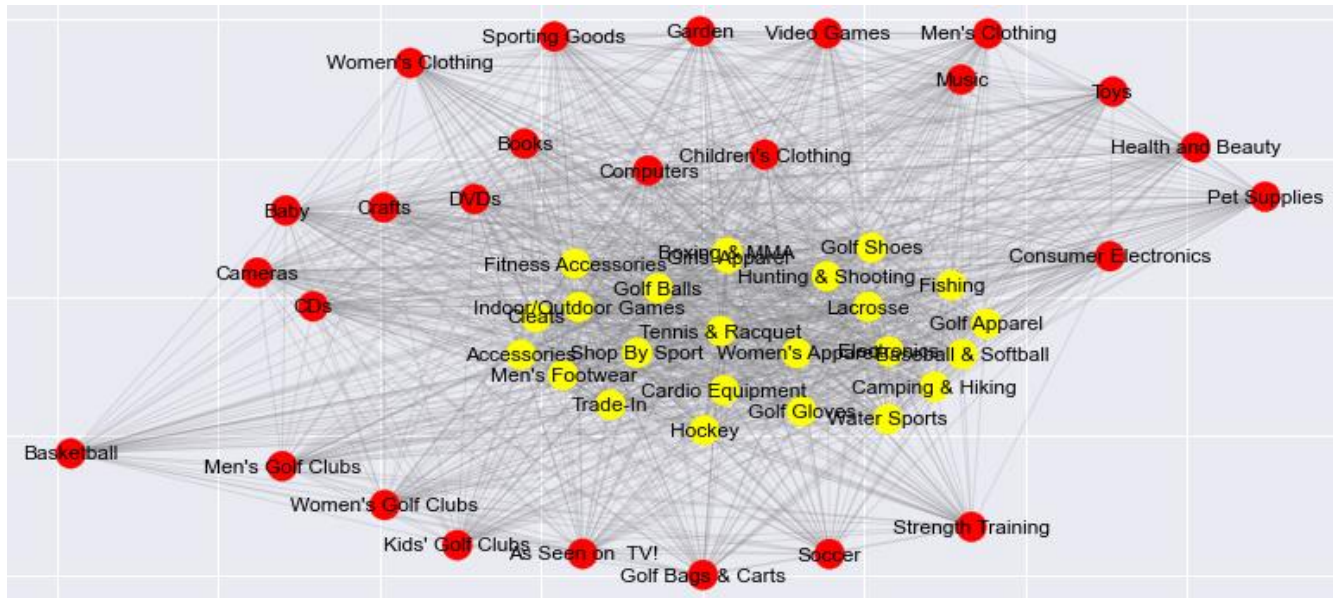 Garden
Sporting Goods
Video Games
Men's Clothing
Women's Clothing
Music
Toys
Books
Health and Beauty
Children's Clothing
Computers
Pet Supplies
DVDs
Crafts
Baby
Golf Shoes
Boxing & MMA
Girls' Apparel
Consumer Electronics
Fitness Accessories
Cameras
Hunting & Shooting
Fishing
Golf Balls
CDs
Indoor/Outdoor Games
Lacrosse
Cleats
Golf Apparel
Tennis & Racquet
Accessories
Shop By Sport
Women's Apparel
Electronics
Baseball & Softball
Men's Footwear
Cardio Equipment
Camping & Hiking
Trade-In
Golf Gloves
Water Sports
Hockey
Basketball
Men's Golf Clubs
Women's Golf Clubs
Strength Training
Kids' Golf Clubs
As Seen on  TV!
Soccer
Golf Bags & Carts